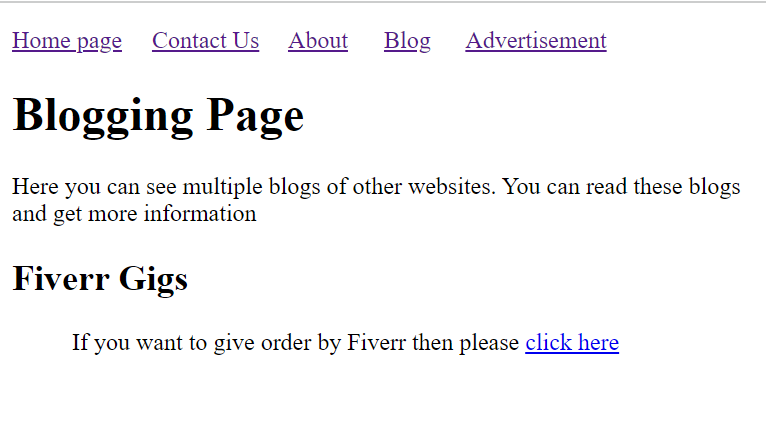 Home page Contact Us About Blog Advertisement
Blogging Page
Here you can see multiple blogs of other websites. You can read these blogs
and get more information
Fiverr Gigs
If you want to give order by Fiverr then please click here